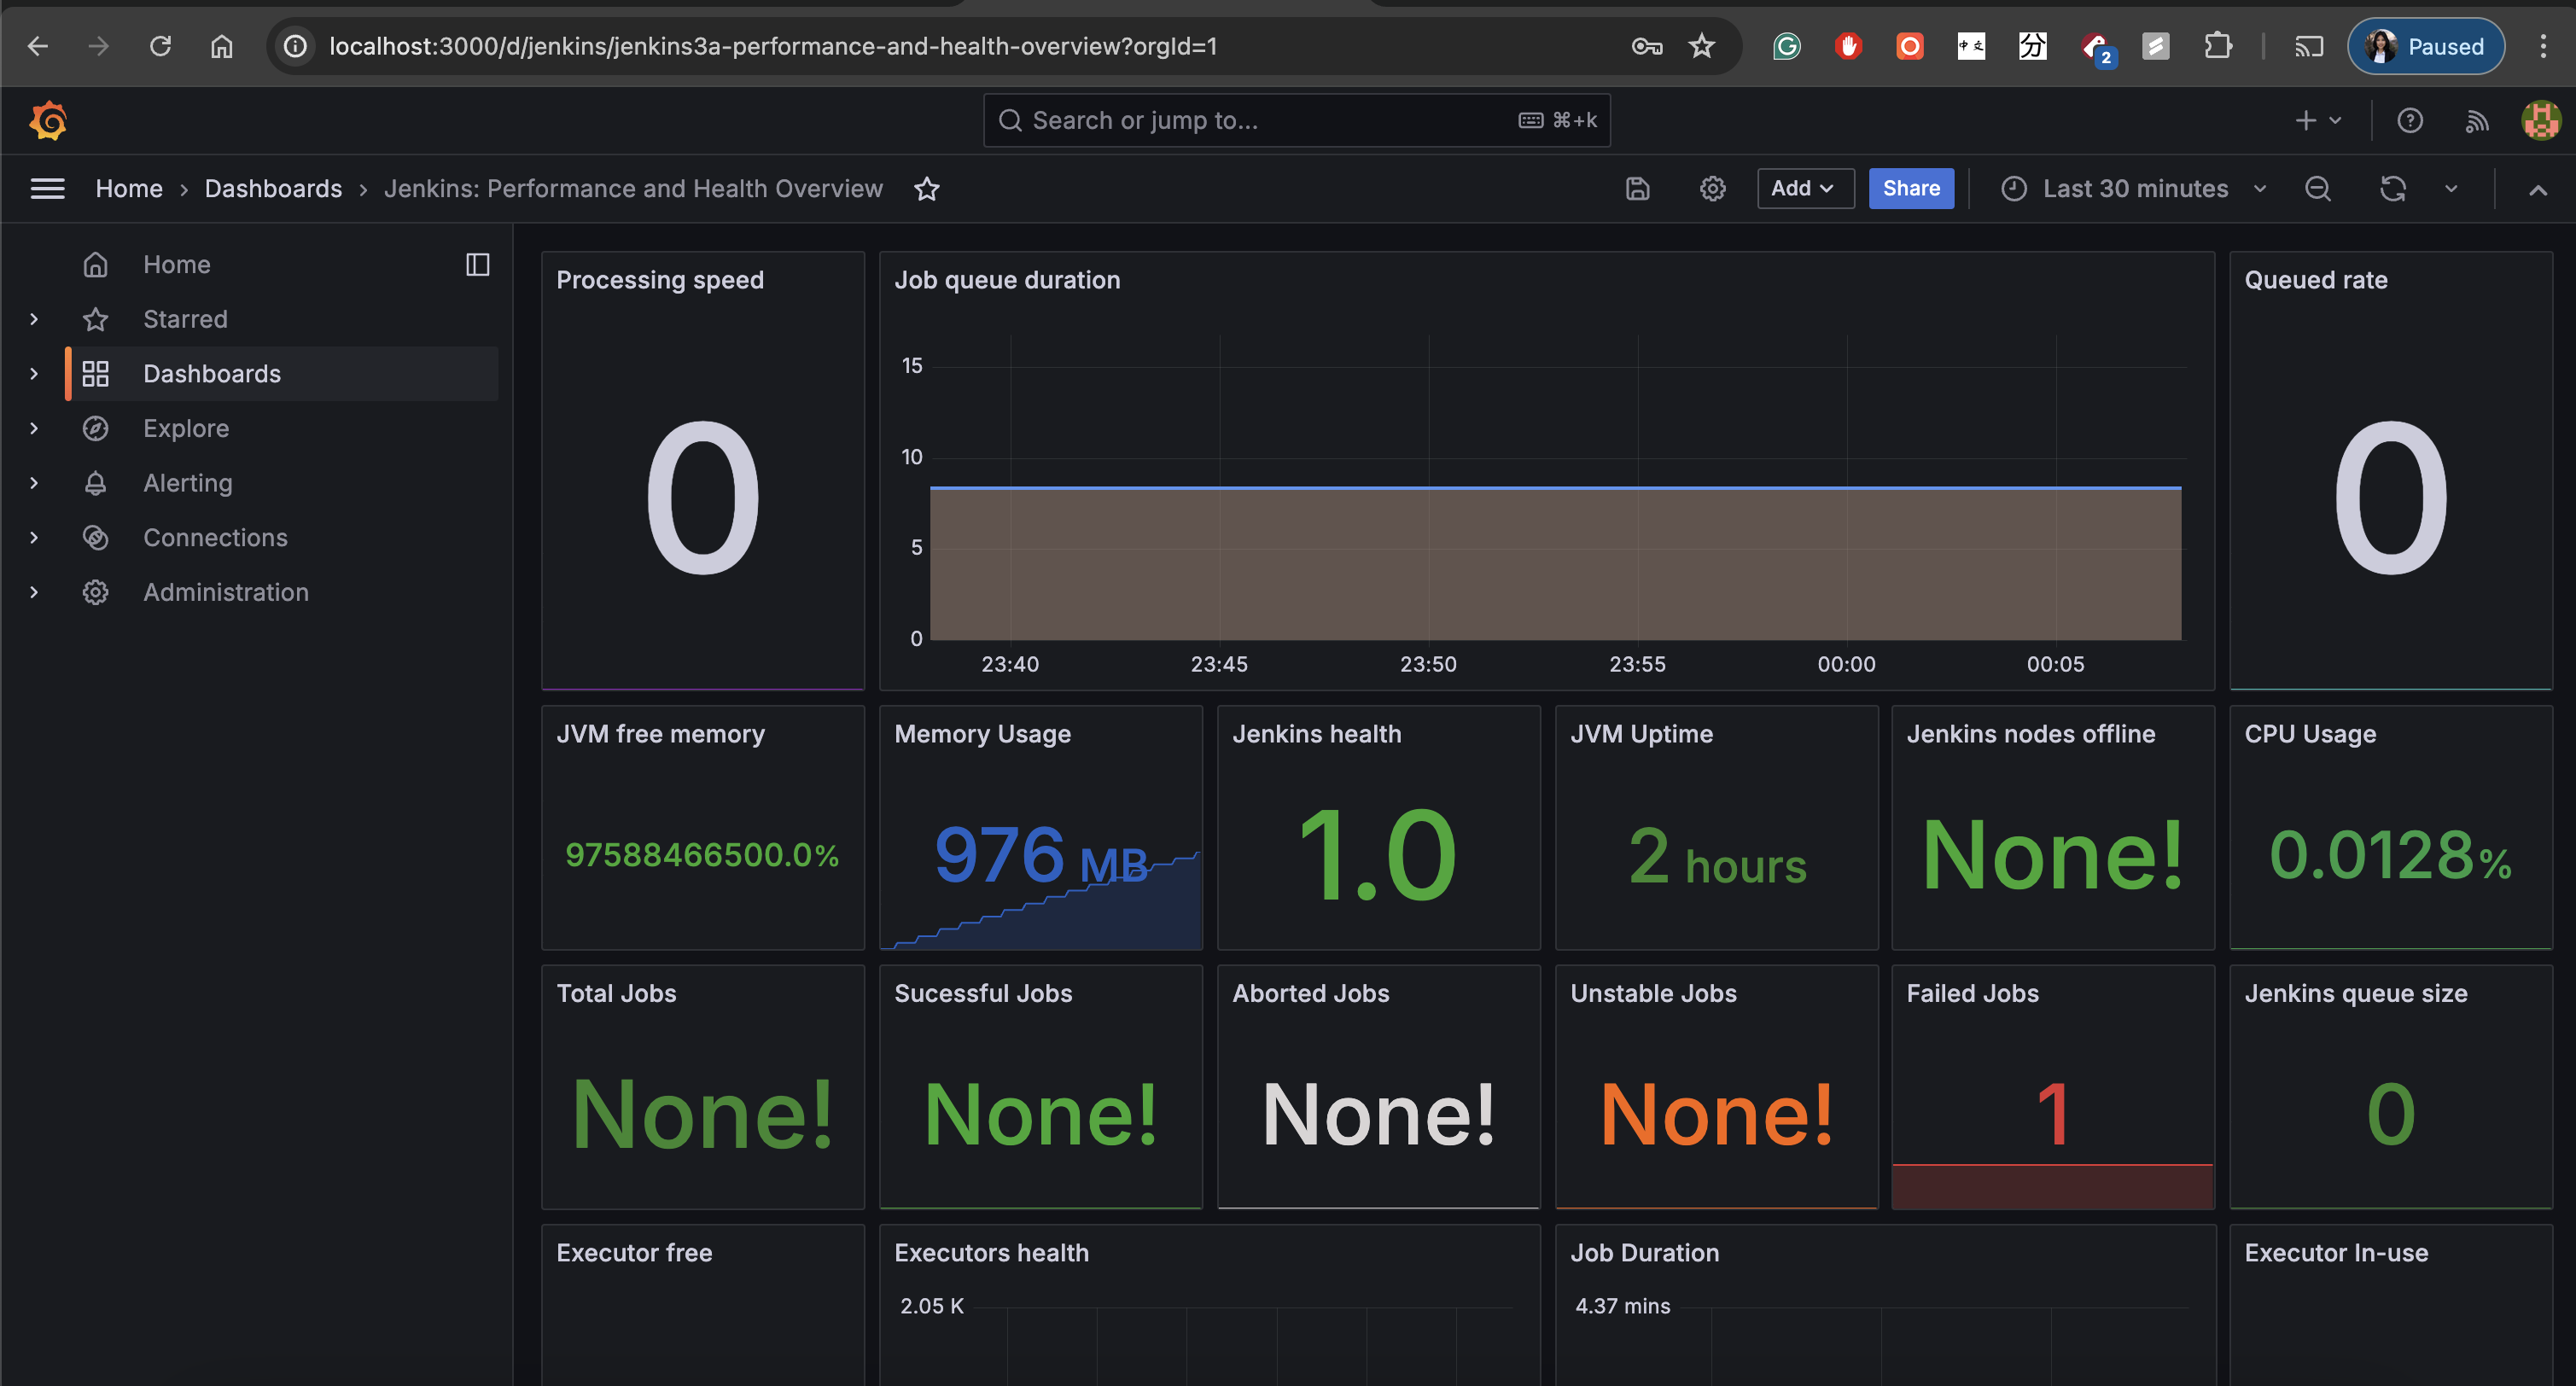 localhost:3000/d/jenkins/jenkins3a-performance-and-health-overview?orgId=1
中文
分
2
Paused
Search or jump to...
⌘+k
Home › Dashboards › Jenkins: Performance and Health Overview
Add
Share
Last 30 minutes
Home
Starred
Dashboards
Explore
Alerting
Connections
Administration
Processing speed
0
Job queue duration
15
10
5
0
23:40 23:45 23:50 23:55 00:00 00:05
Queued rate
0
JVM free memory
97588466500.0%
Memory Usage
976 MB
Jenkins health
1.0
JVM Uptime
2 hours
Jenkins nodes offline
None!
CPU Usage
0.0128%
Total Jobs
None!
Sucessful Jobs
None!
Aborted Jobs
None!
Unstable Jobs
None!
Failed Jobs
1
Jenkins queue size
0
Executor free
Executors health
2.05 K
Job Duration
4.37 mins
Executor In-use